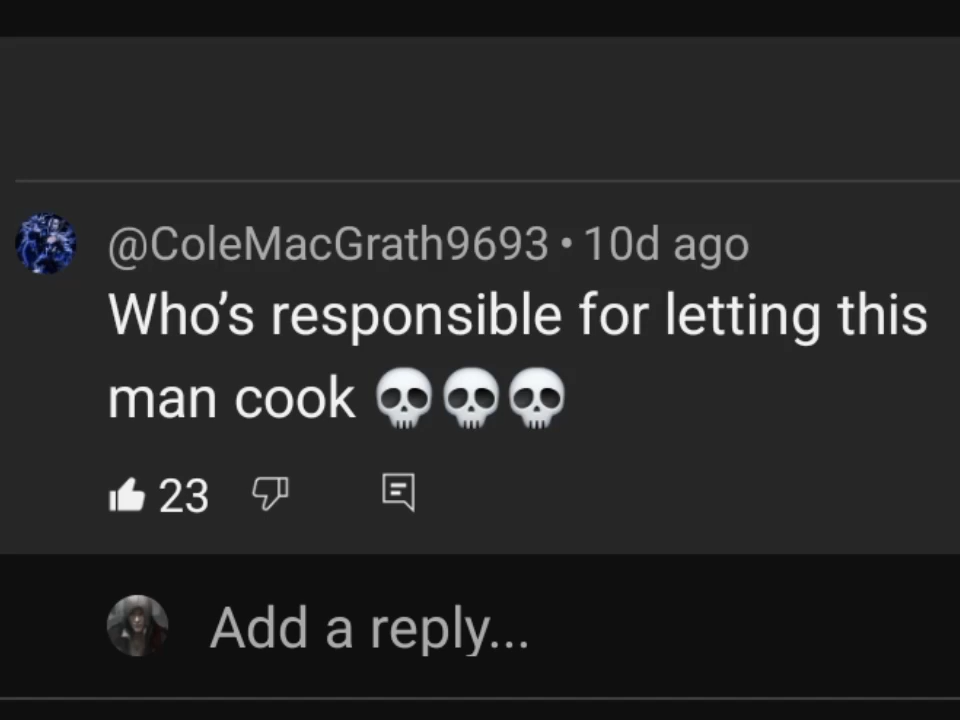 @ColeMacGrath9693 • 10d ago
Who’s responsible for letting this
man cook 💀💀💀
23
Add a reply...